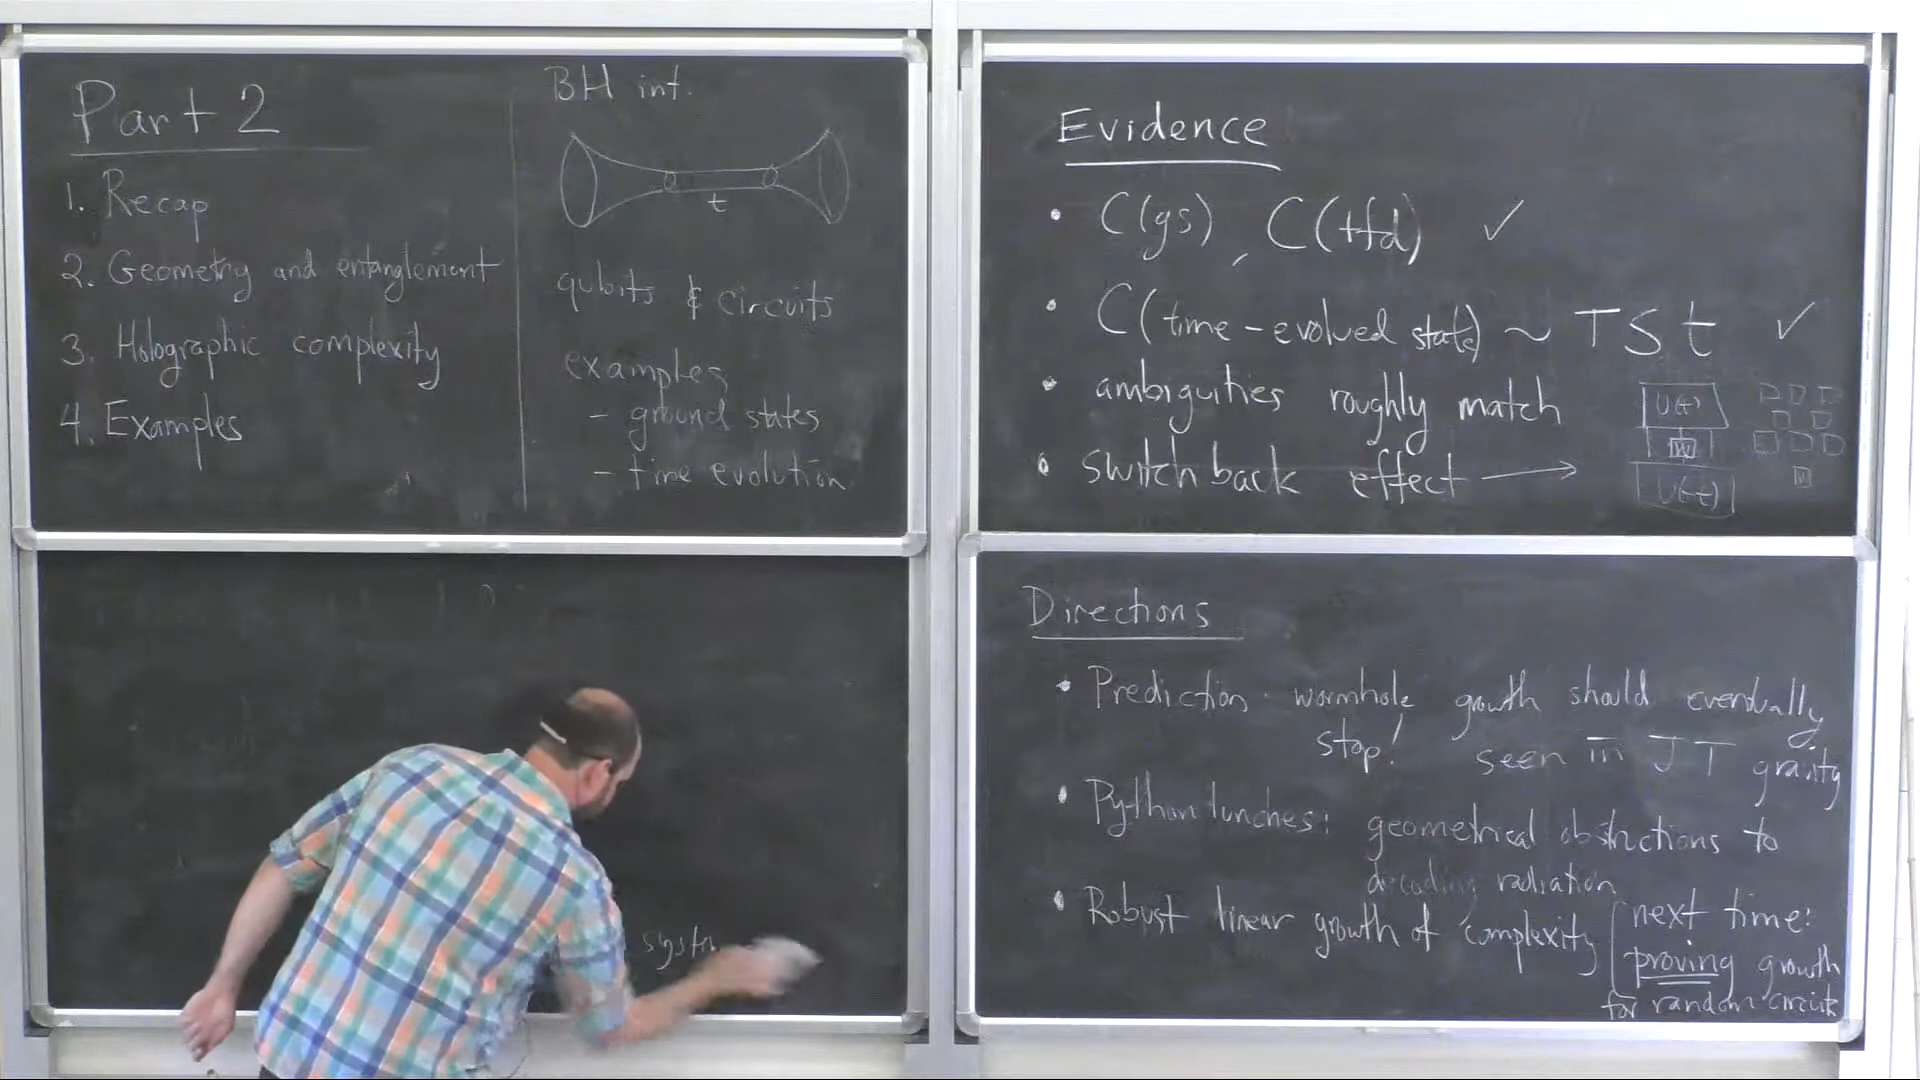 Part 2
1. Recap
2. Geometry and entanglement
3. Holographic complexity
4. Examples
BH int.
t
qubits & circuits
examples
- ground states
- time evolution
Evidence
• C(gs), C(tfd) ✓
• C(time-evolved state) ~ TSt ✓
• ambiguities roughly match
• switchback effect →
U(t)
W
U(-t)
Directions
• Prediction: wormhole growth should eventually
stop! seen in JT gravity
• Python lunches: geometrical obstructions to
decoding radiation
• Robust linear growth of complexity
next time:
proving growth
for random circuits